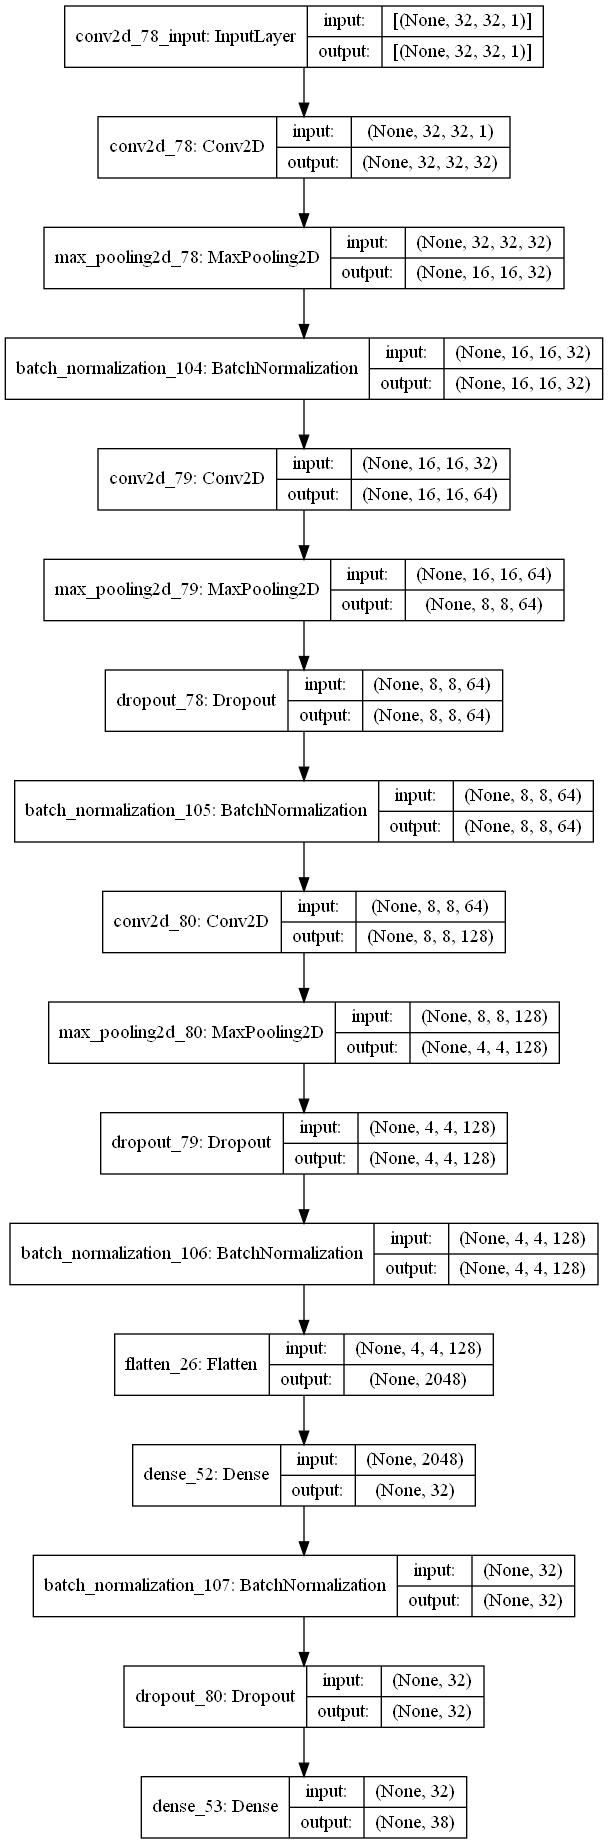 conv2d_78_input: InputLayer input: [(None, 32, 32, 1)]
output: [(None, 32, 32, 1)]
conv2d_78: Conv2D input: (None, 32, 32, 1)
output: (None, 32, 32, 32)
max_pooling2d_78: MaxPooling2D input: (None, 32, 32, 32)
output: (None, 16, 16, 32)
batch_normalization_104: BatchNormalization input: (None, 16, 16, 32)
output: (None, 16, 16, 32)
conv2d_79: Conv2D input: (None, 16, 16, 32)
output: (None, 16, 16, 64)
max_pooling2d_79: MaxPooling2D input: (None, 16, 16, 64)
output: (None, 8, 8, 64)
dropout_78: Dropout input: (None, 8, 8, 64)
output: (None, 8, 8, 64)
batch_normalization_105: BatchNormalization input: (None, 8, 8, 64)
output: (None, 8, 8, 64)
conv2d_80: Conv2D input: (None, 8, 8, 64)
output: (None, 8, 8, 128)
max_pooling2d_80: MaxPooling2D input: (None, 8, 8, 128)
output: (None, 4, 4, 128)
dropout_79: Dropout input: (None, 4, 4, 128)
output: (None, 4, 4, 128)
batch_normalization_106: BatchNormalization input: (None, 4, 4, 128)
output: (None, 4, 4, 128)
flatten_26: Flatten input: (None, 4, 4, 128)
output: (None, 2048)
dense_52: Dense input: (None, 2048)
output: (None, 32)
batch_normalization_107: BatchNormalization input: (None, 32)
output: (None, 32)
dropout_80: Dropout input: (None, 32)
output: (None, 32)
dense_53: Dense input: (None, 32)
output: (None, 38)